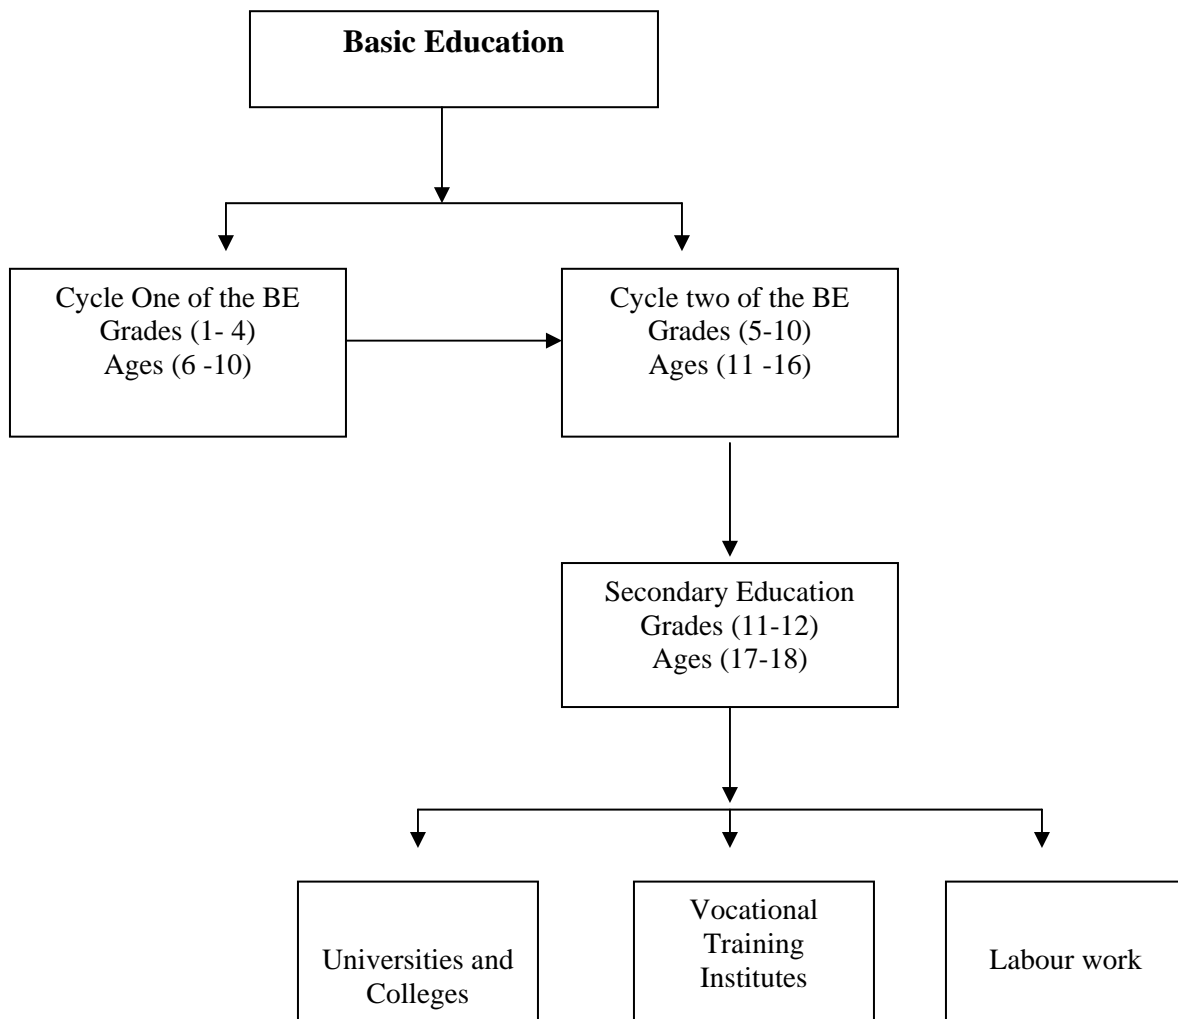 Basic Education
Cycle One of the BE
Grades (1- 4)
Ages (6 -10)
Cycle two of the BE
Grades (5-10)
Ages (11 -16)
Secondary Education
Grades (11-12)
Ages (17-18)
Universities and
Colleges
Vocational
Training
Institutes
Labour work